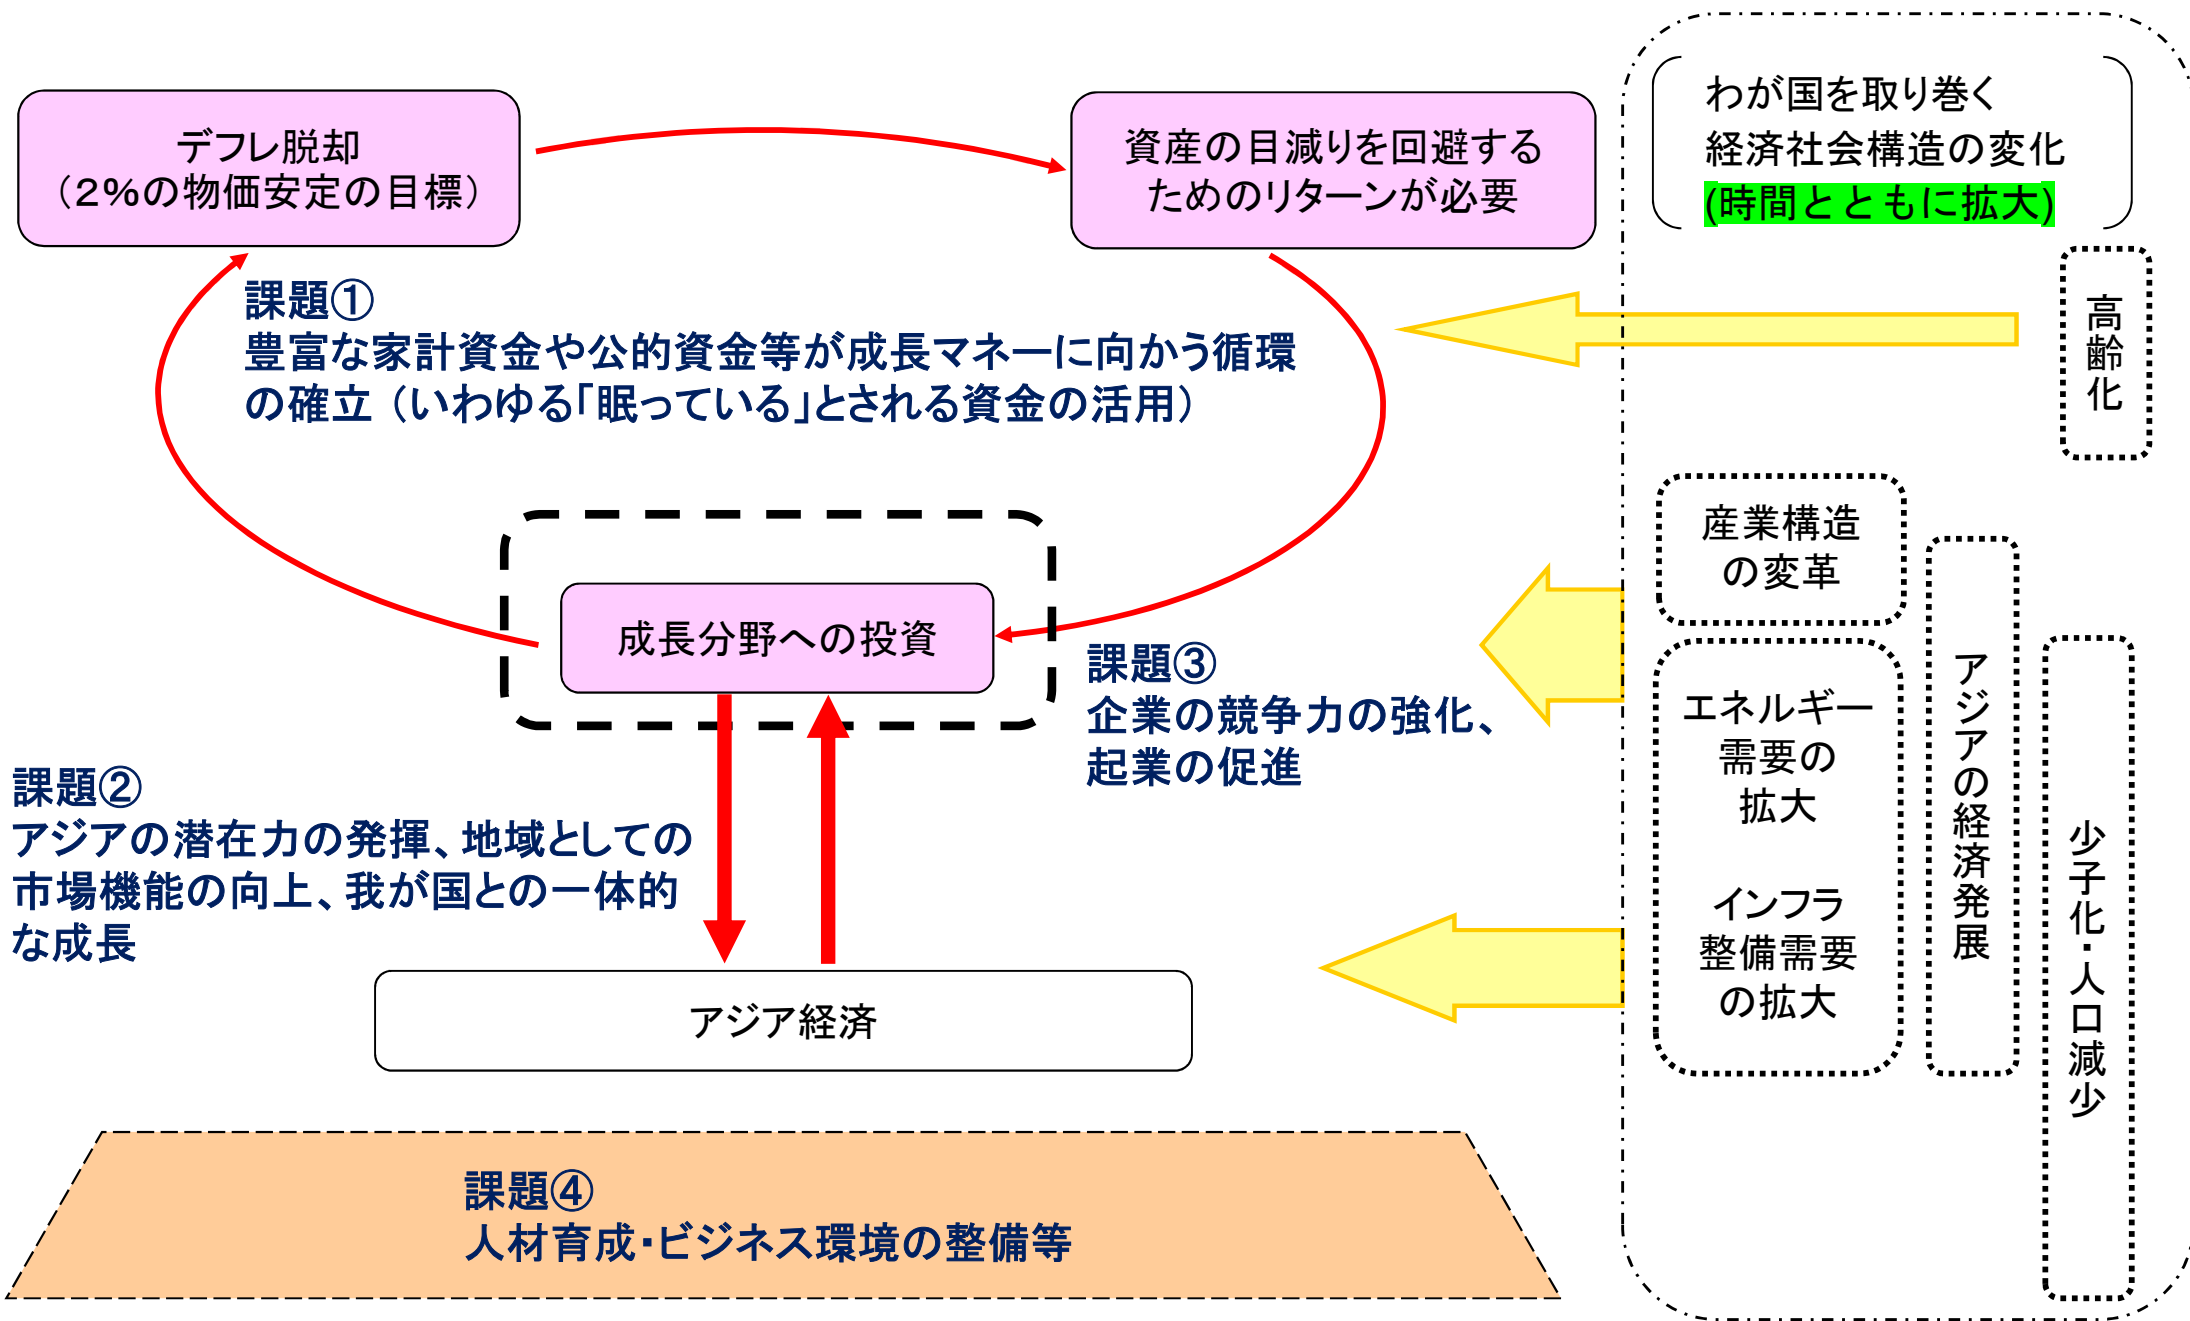 デフレ脱却
（２％の物価安定の目標）
資産の目減りを回避する
ためのリターンが必要
わが国を取り巻く
経済社会構造の変化
(時間とともに拡大)
課題①
豊富な家計資金や公的資金等が成長マネーに向かう循環
の確立（いわゆる「眠っている」とされる資金の活用）
高齢化
成長分野への投資
課題③
企業の競争力の強化、
起業の促進
課題②
アジアの潜在力の発揮、地域としての
市場機能の向上、我が国との一体的
な成長
アジア経済
産業構造
の変革
エネルギー
需要の
拡大
インフラ
整備需要
の拡大
アジアの経済発展
少子化・人口減少
課題④
人材育成・ビジネス環境の整備等